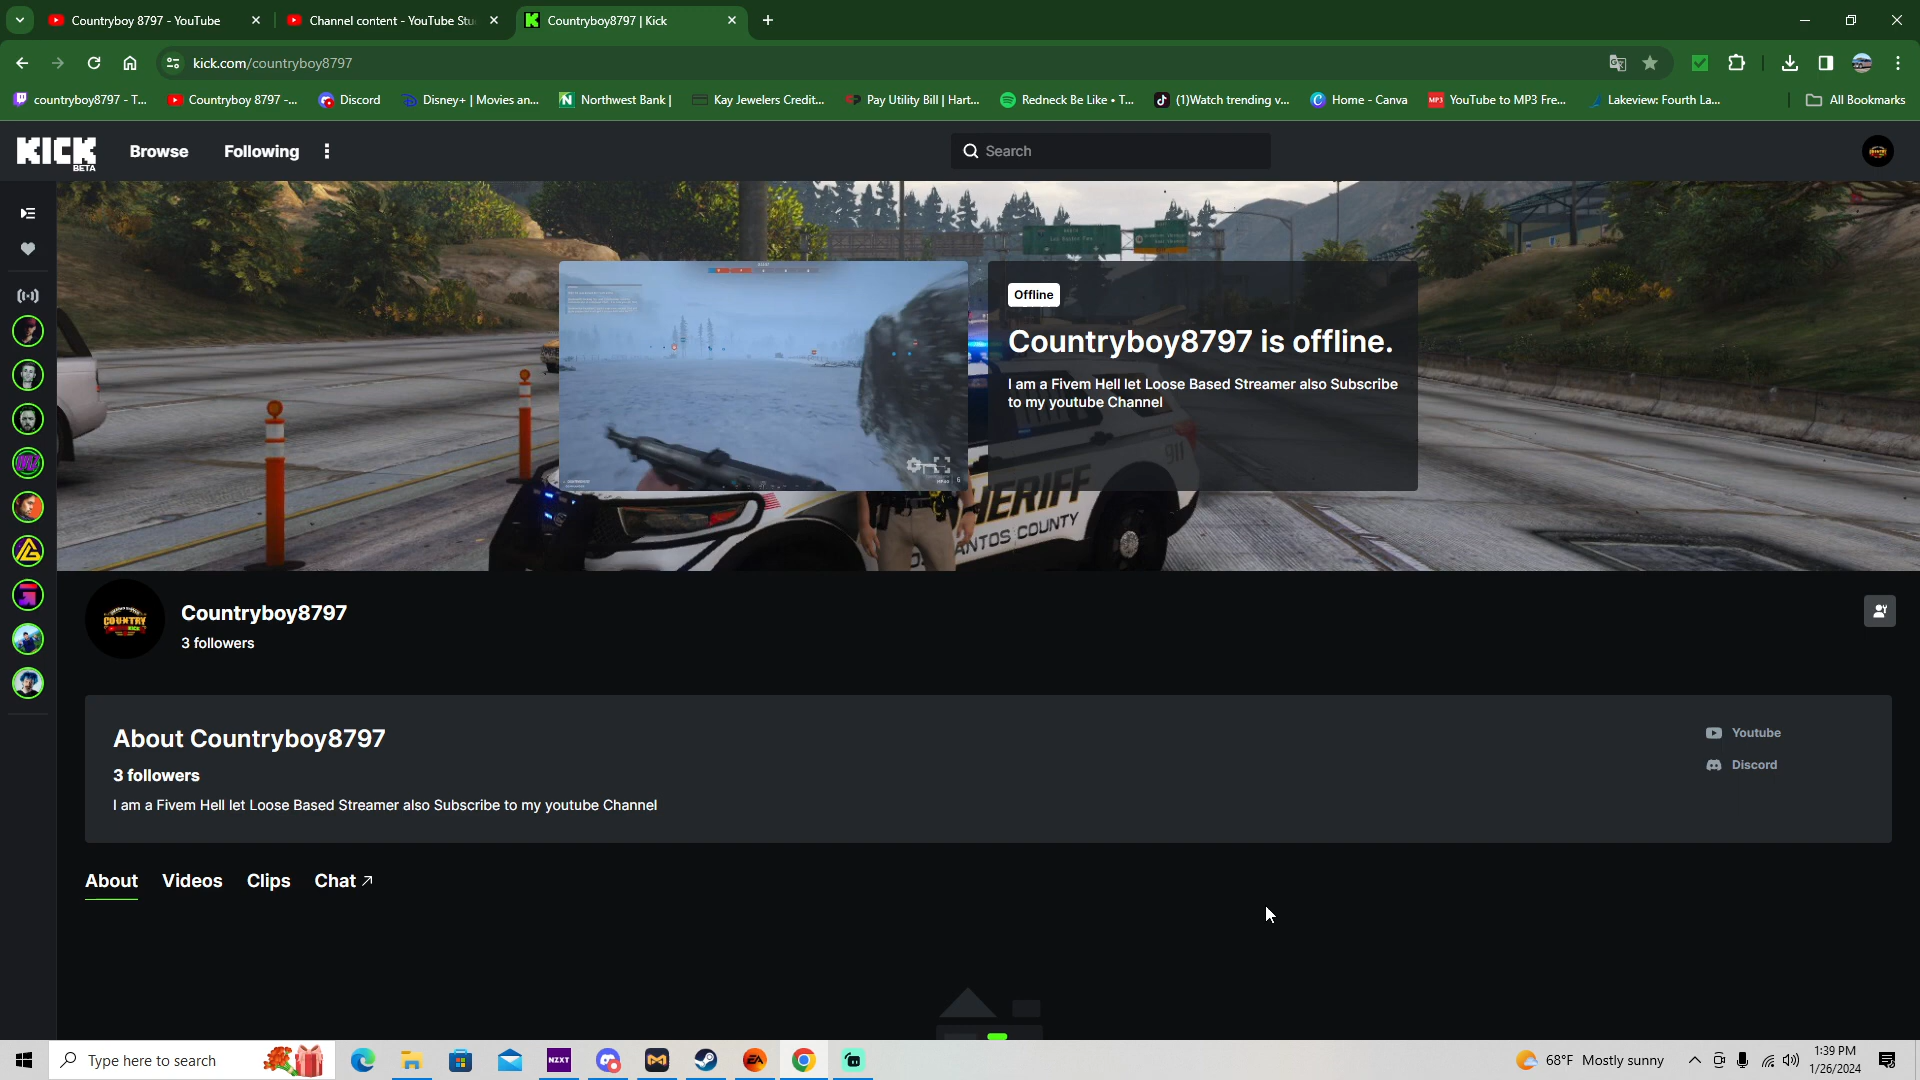 Countryboy 8797 - YouTube
Channel content - YouTube Stu
Countryboy8797 | Kick
kick.com/countryboy8797
countryboy8797 - T...
Countryboy 8797 -...
Discord
Disney+ | Movies an...
Northwest Bank |
Kay Jewelers Credit...
Pay Utility Bill | Hart...
Redneck Be Like • T...
(1)Watch trending v...
Home - Canva
YouTube to MP3 Fre...
Lakeview: Fourth La...
All Bookmarks
KICK
BETA
Browse
Following
Search
Offline
Countryboy8797 is offline.
I am a Fivem Hell let Loose Based Streamer also Subscribe
to my youtube Channel
911
SHERIFF
SANTOS COUNTY
COUNTRY
Countryboy8797
3 followers
About Countryboy8797
3 followers
I am a Fivem Hell let Loose Based Streamer also Subscribe to my youtube Channel
Youtube
Discord
About
Videos
Clips
Chat
Type here to search
NZXT
EA
68°F Mostly sunny
1:39 PM
1/26/2024